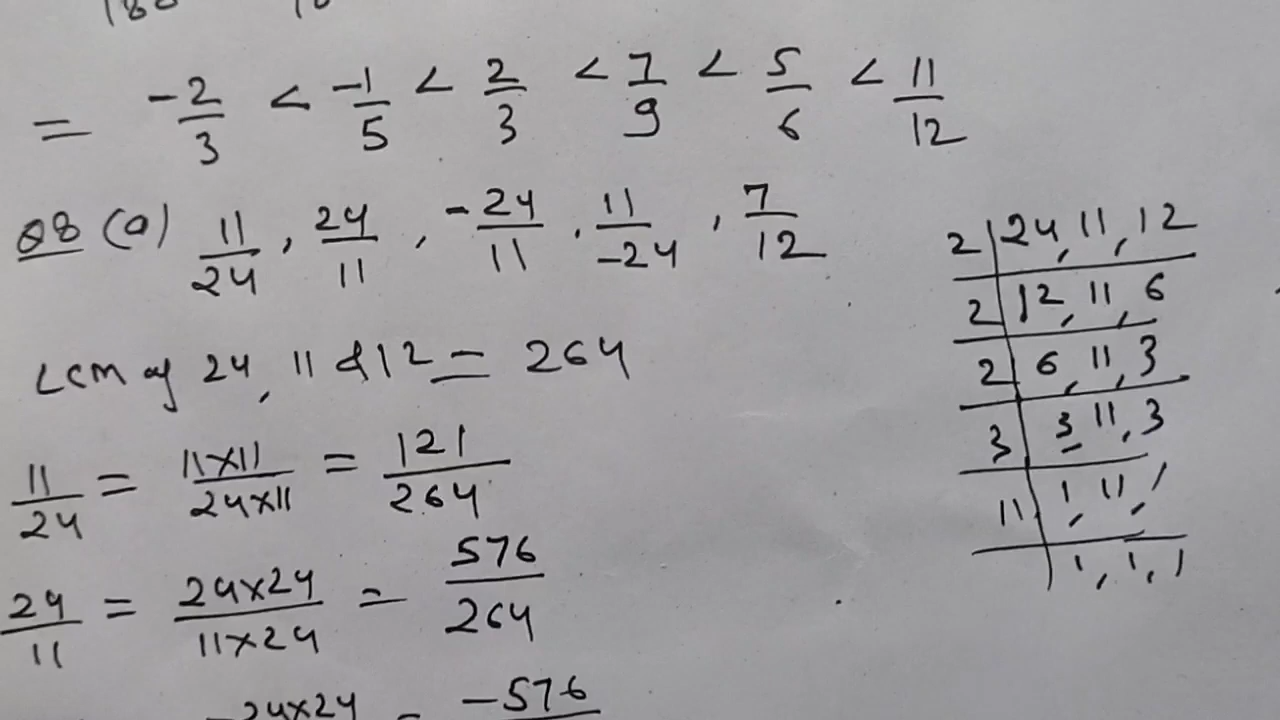 = -2/3 < -1/5 < 2/3 < 7/9 < 5/6 < 11/12
Q8 (a) 11/24, 24/11, -24/11, 11/-24, 7/12
LCM of 24, 11 & 12 = 264
11/24 = 11×11/24×11 = 121/264
24/11 = 24×24/11×24 = 576/264
24×24 = -576
2 | 24, 11, 12
2 | 12, 11, 6
2 | 6, 11, 3
3 | 3 11, 3
11 | 1, 11, 1
1, 1, 1